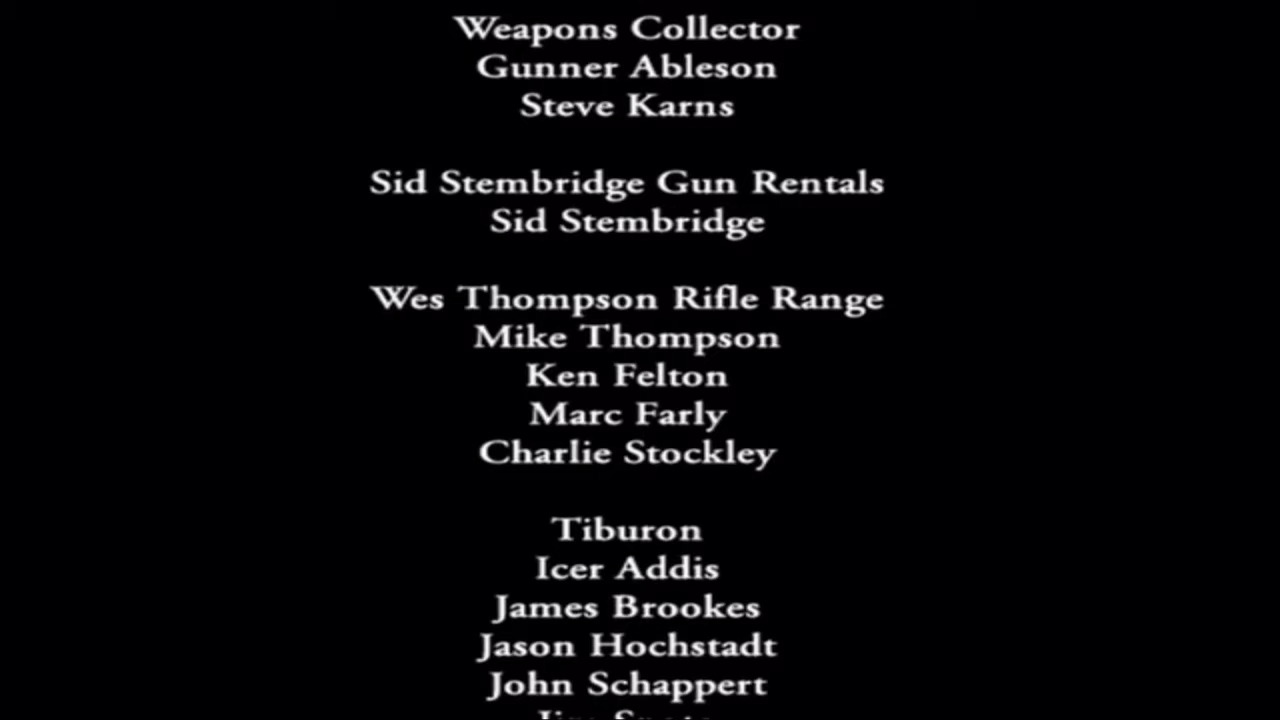 Weapons Collector
Gunner Ableson
Steve Karns
Sid Stembridge Gun Rentals
Sid Stembridge
Wes Thompson Rifle Range
Mike Thompson
Ken Felton
Marc Farly
Charlie Stockley
Tiburon
Icer Addis
James Brookes
Jason Hochstadt
John Schappert